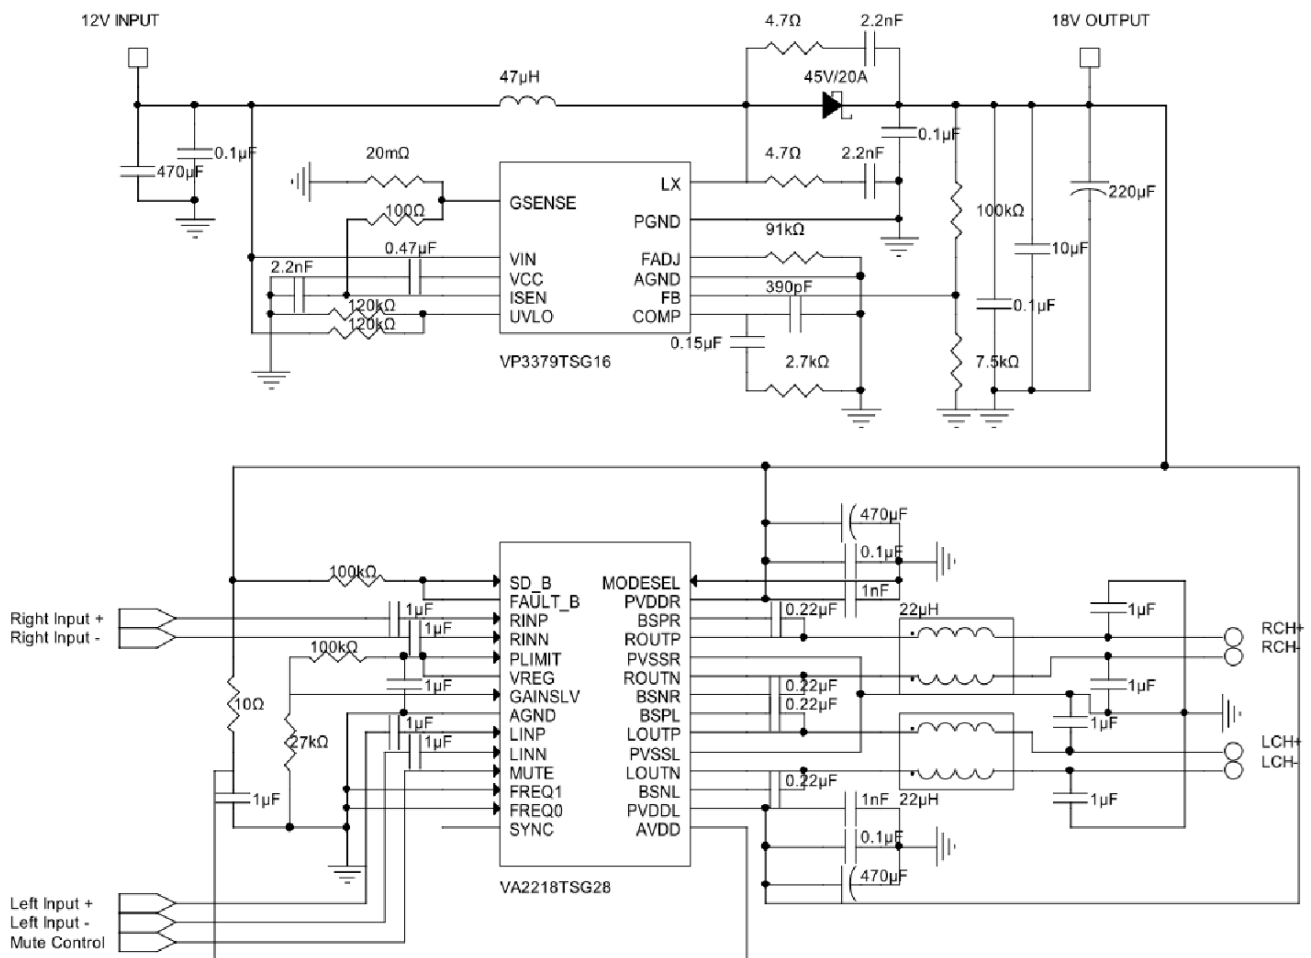 12V INPUT
4.7Ω 2.2nF
18V OUTPUT
47µH
45V/20A
0.1µF
470µF
0.1µF
20mΩ
100Ω
GSENSE
LX
4.7Ω 2.2nF
PGND
220µF
100kΩ
10µF
0.1µF
7.5kΩ
0.47µF
2.2nF
VIN
VCC
ISEN
UVLO
120kΩ
120kΩ
FADJ
AGND
FB
COMP
91kΩ
390pF
0.15µF
2.7kΩ
VP3379TSG16
470µF
0.1µF
1nF
100kΩ
SD_B
FAULT_B
RINP
RINN
PLIMIT
VREG
GAINSLV
AGND
LINP
LINN
MUTE
FREQ1
FREQ0
SYNC
MODESEL
PVDDR
BSPR
ROUTP
PVSSR
ROUTN
BSNR
BSPL
LOUTP
PVSSL
LOUTN
BSNL
PVDDL
AVDD
Right Input +
Right Input -
1µF
1µF
100kΩ
1µF
10Ω
27kΩ
1µF
1µF
1µF
0.22µF
22µH
0.22µF
0.22µF
0.22µF
22µH
1µF
1µF
1µF
1µF
RCH+
RCH-
LCH+
LCH-
1nF
0.1µF
470µF
VA2218TSG28
Left Input +
Left Input -
Mute Control